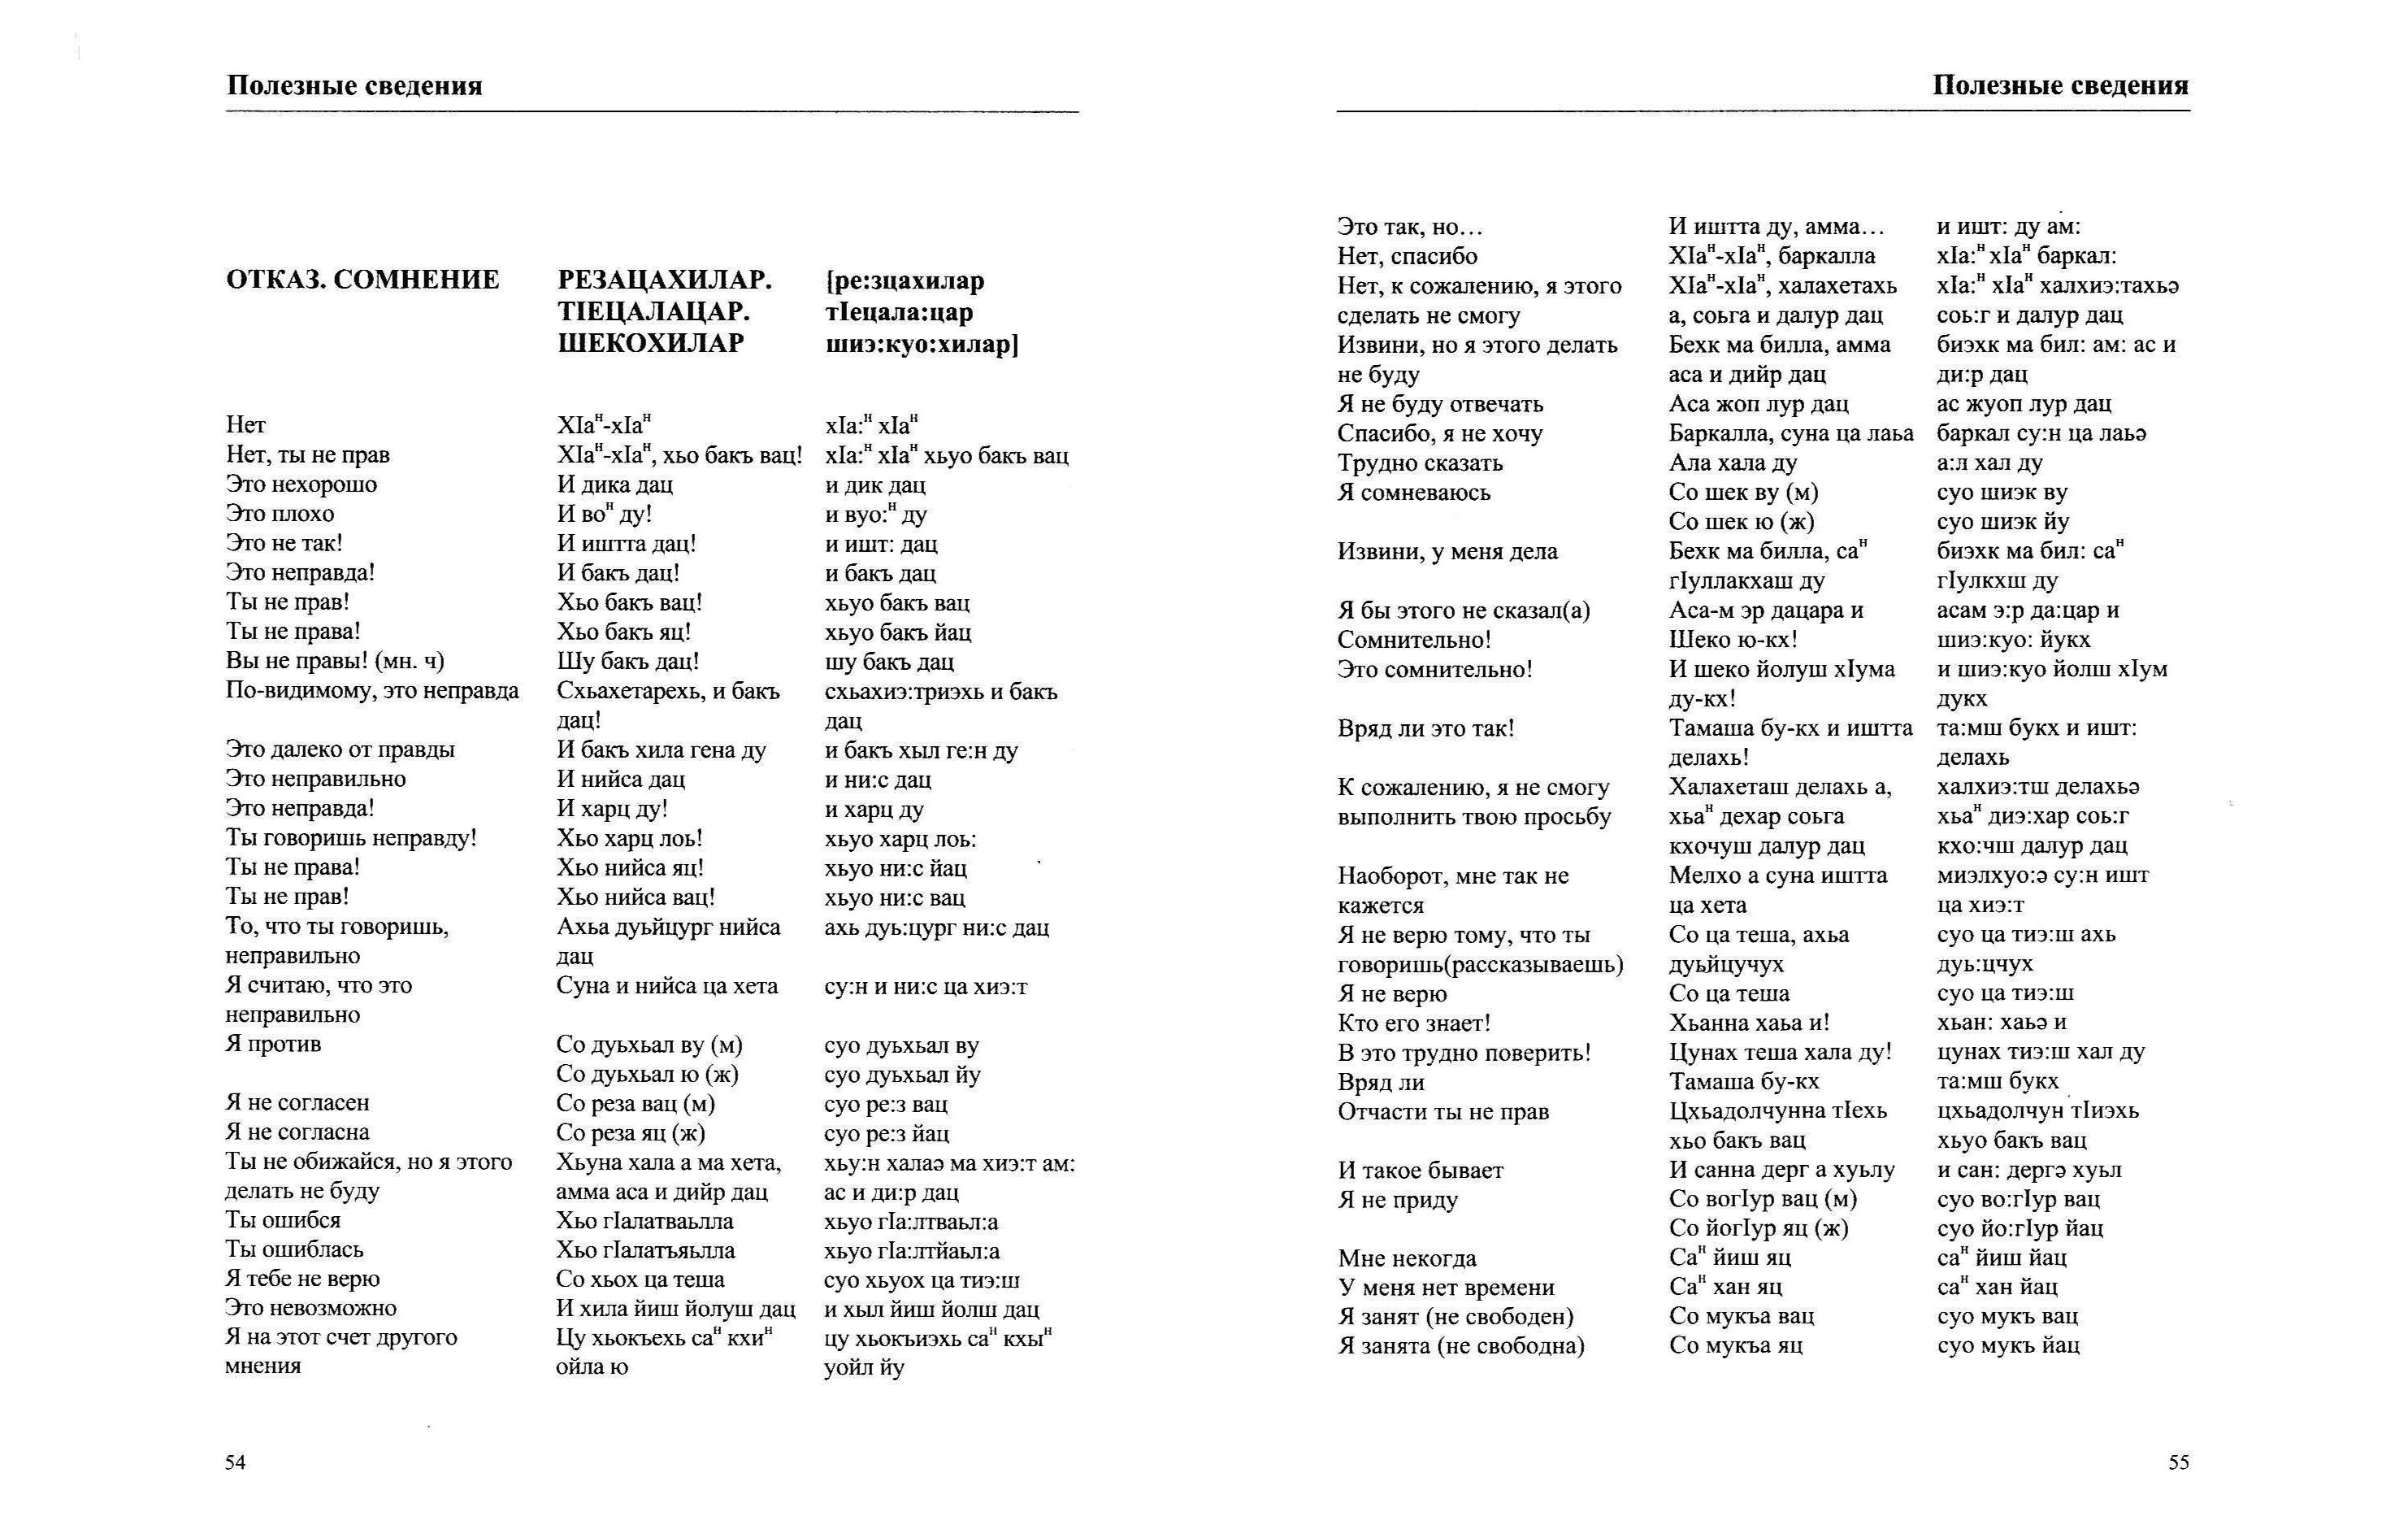 Полезные сведения
ОТКАЗ. СОМНЕНИЕ РЕЗАЦАХИЛАР. [ре:зцахилар
ТІЕЦАЛАЦАР. тІецала:цар
ШЕКОХИЛАР шиэ:куо:хилар]
Нет ХІаᴴ-хІаᴴ хІа:ᴴ хІаᴴ
Нет, ты не прав ХІаᴴ-хІаᴴ, хьо бакъ вац! хІа:ᴴ хІаᴴ хьуо бакъ вац
Это нехорошо И дика дац и дик дац
Это плохо И воᴴ ду! и вуо:ᴴ ду
Это не так! И иштта дац! и ишт: дац
Это неправда! И бакъ дац! и бакъ дац
Ты не прав! Хьо бакъ вац! хьуо бакъ вац
Ты не права! Хьо бакъ яц! хьуо бакъ йац
Вы не правы! (мн. ч) Шу бакъ дац! шу бакъ дац
По-видимому, это неправда Схьахетарехь, и бакъ схьахиэ:триэхь и бакъ
дац! дац
Это далеко от правды И бакъ хила гена ду и бакъ хыл ге:н ду
Это неправильно И нийса дац и ни:с дац
Это неправда! И харц ду! и харц ду
Ты говоришь неправду! Хьо харц лоь! хьуо харц лоь:
Ты не права! Хьо нийса яц! хьуо ни:с йац
Ты не прав! Хьо нийса вац! хьуо ни:с вац
То, что ты говоришь, Ахьа дуьйцург нийса ахь дуь:цург ни:с дац
неправильно дац
Я считаю, что это Суна и нийса ца хета су:н и ни:с ца хиэ:т
неправильно
Я против Со дуьхьал ву (м) суо дуьхьал ву
Со дуьхьал ю (ж) суо дуьхьал йу
Я не согласен Со реза вац (м) суо ре:з вац
Я не согласна Со реза яц (ж) суо ре:з йац
Ты не обижайся, но я этого Хьуна хала а ма хета, хьу:н халаэ ма хиэ:т ам:
делать не буду амма аса и дийр дац ас и ди:р дац
Ты ошибся Хьо гІалатваьлла хьуо гІа:лтваьл:а
Ты ошиблась Хьо гІалатъяьлла хьуо гІа:лтйаьл:а
Я тебе не верю Со хьох ца теша суо хьуох ца тиэ:ш
Это невозможно И хила йиш йолуш дац и хыл йиш йолш дац
Я на этот счет другого Цу хьокъехь саᴴ кхиᴴ цу хьокъиэхь саᴴ кхыᴴ
мнения ойла ю уойл йу
54
Полезные сведения
Это так, но... И иштта ду, амма... и ишт: ду ам:
Нет, спасибо ХІаᴴ-хІаᴴ, баркалла хІа:ᴴ хІаᴴ баркал:
Нет, к сожалению, я этого ХІаᴴ-хІаᴴ, халахетахь хІа:ᴴ хІаᴴ халхиэ:тахьэ
сделать не смогу а, соьга и далур дац соь:г и далур дац
Извини, но я этого делать Бехк ма билла, амма биэхк ма бил: ам: ас и
не буду аса и дийр дац ди:р дац
Я не буду отвечать Аса жоп лур дац ас жуоп лур дац
Спасибо, я не хочу Баркалла, суна ца лаьа баркал су:н ца лаьэ
Трудно сказать Ала хала ду а:л хал ду
Я сомневаюсь Со шек ву (м) суо шиэк ву
Со шек ю (ж) суо шиэк йу
Извини, у меня дела Бехк ма билла, саᴴ биэхк ма бил: саᴴ
гІуллакхаш ду гІулкхш ду
Я бы этого не сказал(а) Аса-м эр дацара и асам э:р да:цар и
Сомнительно! Шеко ю-кх! шиэ:куо: йукх
Это сомнительно! И шеко йолуш хІума и шиэ:куо йолш хІум
ду-кх! дукх
Вряд ли это так! Тамаша бу-кх и иштта та:мш букх и ишт:
делахь! делахь
К сожалению, я не смогу Халахеташ делахь а, халхиэ:тш делахьэ
выполнить твою просьбу хьаᴴ дехар соьга хьаᴴ диэ:хар соь:г
кхочуш далур дац кхо:чш далур дац
Наоборот, мне так не Мелхо а суна иштта миэлхуо:э су:н ишт
кажется ца хета ца хиэ:т
Я не верю тому, что ты Со ца теша, ахьа суо ца тиэ:ш ахь
говоришь(рассказываешь) дуьйцучух дуь:цчух
Я не верю Со ца теша суо ца тиэ:ш
Кто его знает! Хьанна хаьа и! хьан: хаьэ и
В это трудно поверить! Цунах теша хала ду! цунах тиэ:ш хал ду
Вряд ли Тамаша бу-кх та:мш букх
Отчасти ты не прав Цхьадолчунна тІехь цхьадолчун тІиэхь
хьо бакъ вац хьуо бакъ вац
И такое бывает И санна дерг а хуьлу и сан: дергэ хуьл
Я не приду Со вогІур вац (м) суо во:гІур вац
Со йогІур яц (ж) суо йо:гІур йац
Мне некогда Саᴴ йиш яц саᴴ йиш йац
У меня нет времени Саᴴ хан яц саᴴ хан йац
Я занят (не свободен) Со мукъа вац суо мукъ вац
Я занята (не свободна) Со мукъа яц суо мукъ йац
55